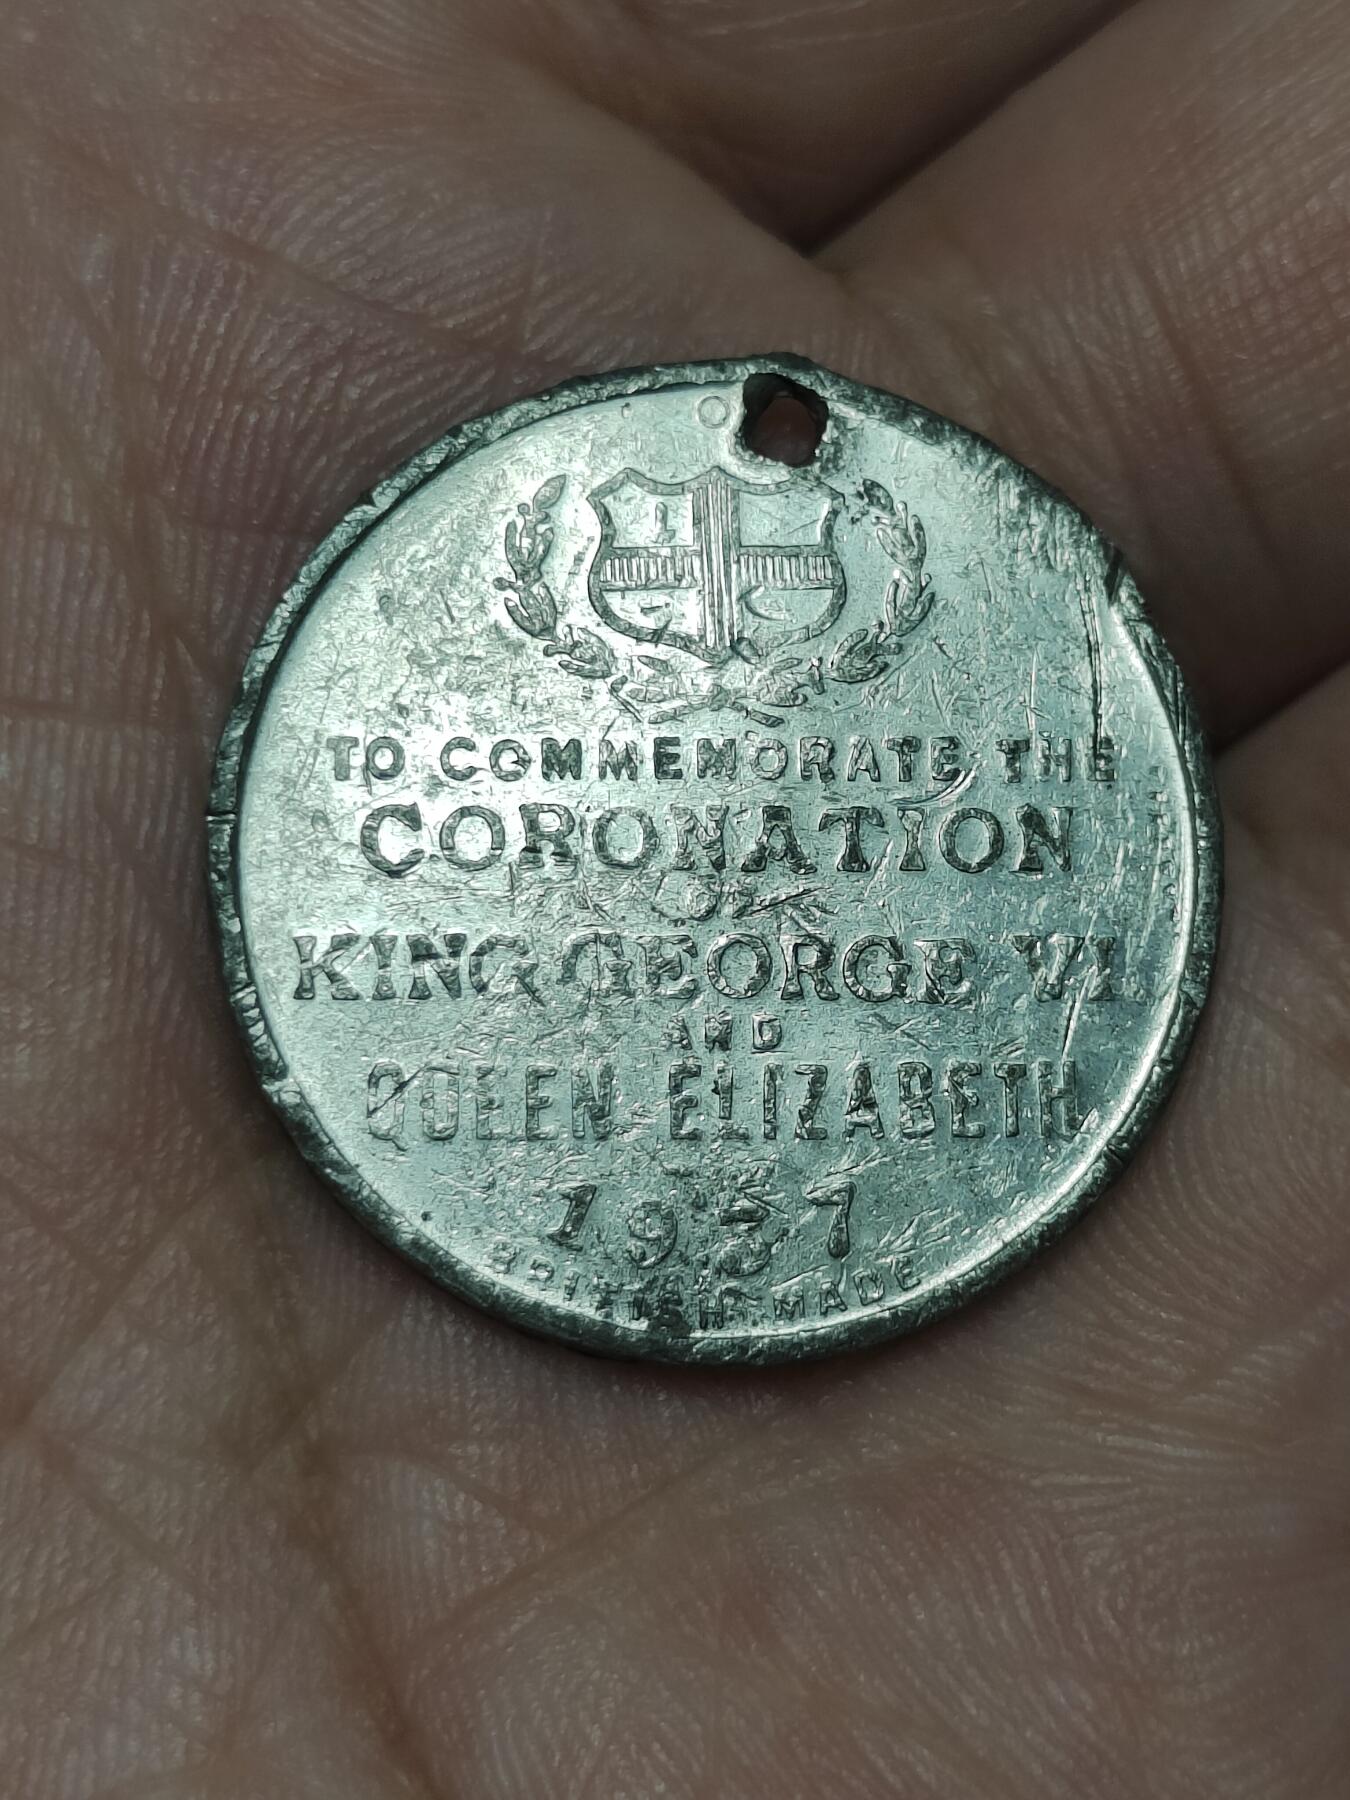 L
C C
TO COMMEMORATE THE
CORONATION
OF
KING GEORGE VI
AND
QUEEN ELIZABETH
1937
BRITISH MADE